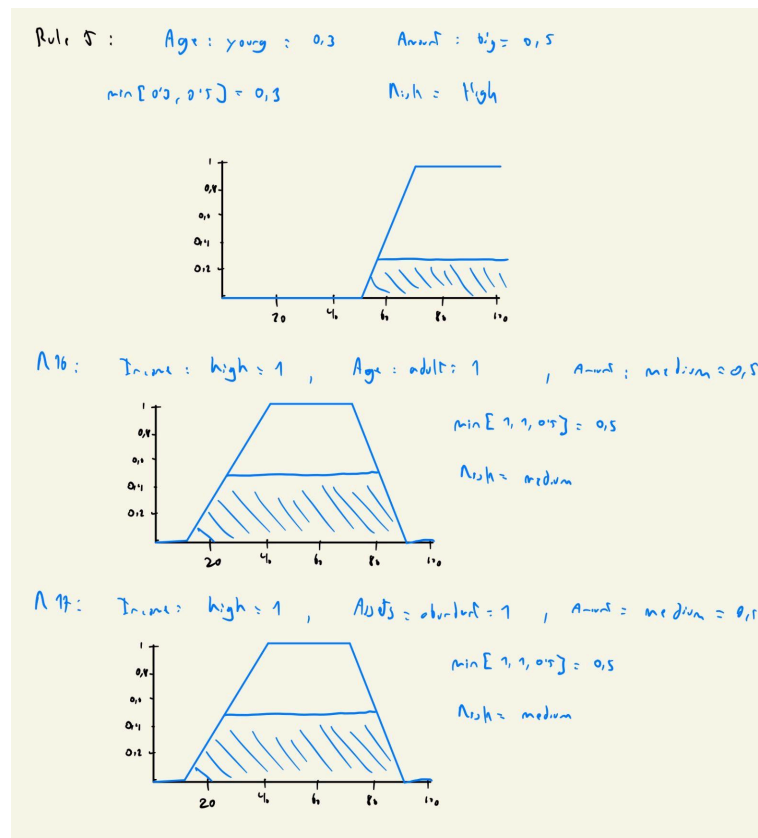 Rule 5 : Age : young = 0,3 Amount : big = 0,5
min [ 0'3, 0'5 ] = 0,3 Risk = High
1
0,8
0,6
0,4
0,2
20 40 60 80 100
R 16 : Income : high = 1 , Age : adult = 1 , Amount : medium = 0,5
1
0,8
0,6
0,4
0,2
min [ 1, 1, 0'5 ] = 0,5
Risk = medium
20 40 60 80 100
R 17 : Income : high = 1 , Assets = abundant = 1 , Amount = medium = 0,5
1
0,8
0,6
0,4
0,2
min [ 1, 1, 0'5 ] = 0,5
Risk = medium
20 40 60 80 100